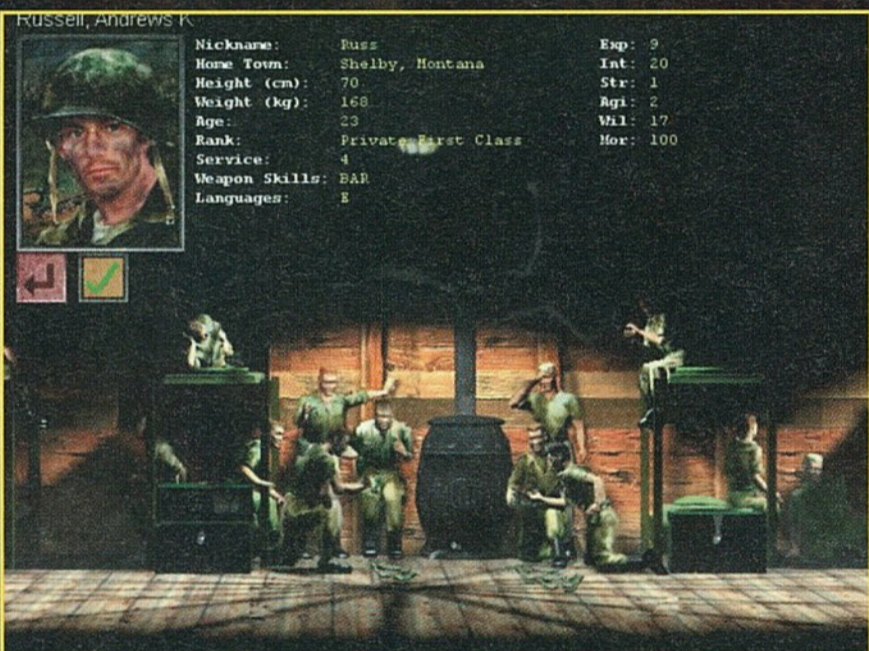 Russell, Andrews K
Nickname: Russ Exp: 9
Home Town: Shelby, Montana Int: 20
Height (cm): 70 Str: 1
Weight (kg): 168 Agi: 2
Age: 23 Wil: 17
Rank: Private First Class Mor: 100
Service: 4
Weapon Skills: BAR
Languages: E